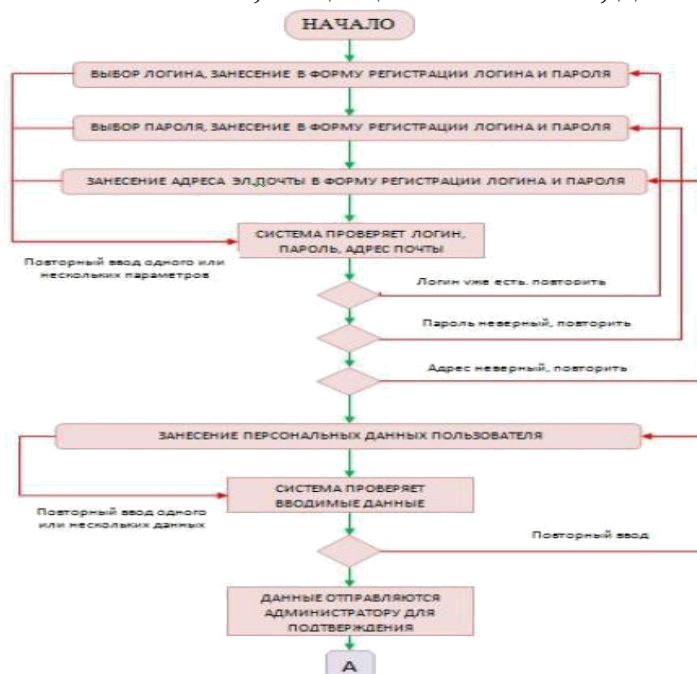 НАЧАЛО
ВЫБОР ЛОГИНА, ЗАНЕСЕНИЕ В ФОРМУ РЕГИСТРАЦИИ ЛОГИНА И ПАРОЛЯ
ВЫБОР ПАРОЛЯ, ЗАНЕСЕНИЕ В ФОРМУ РЕГИСТРАЦИИ ЛОГИНА И ПАРОЛЯ
ЗАНЕСЕНИЕ АДРЕСА ЭЛ.ПОЧТЫ В ФОРМУ РЕГИСТРАЦИИ ЛОГИНА И ПАРОЛЯ
СИСТЕМА ПРОВЕРЯЕТ ЛОГИН,
ПАРОЛЬ, АДРЕС ПОЧТЫ
Повторный ввод одного или
нескольких параметров
Логин уже есть, повторить
Пароль неверный, повторить
Адрес неверный, повторить
ЗАНЕСЕНИЕ ПЕРСОНАЛЬНЫХ ДАННЫХ ПОЛЬЗОВАТЕЛЯ
СИСТЕМА ПРОВЕРЯЕТ
ВВОДИМЫЕ ДАННЫЕ
Повторный ввод одного
или нескольких данных
Повторный ввод
ДАННЫЕ ОТПРАВЛЯЮТСЯ
АДМИНИСТРАТОРУ ДЛЯ
ПОДТВЕРЖДЕНИЯ
А